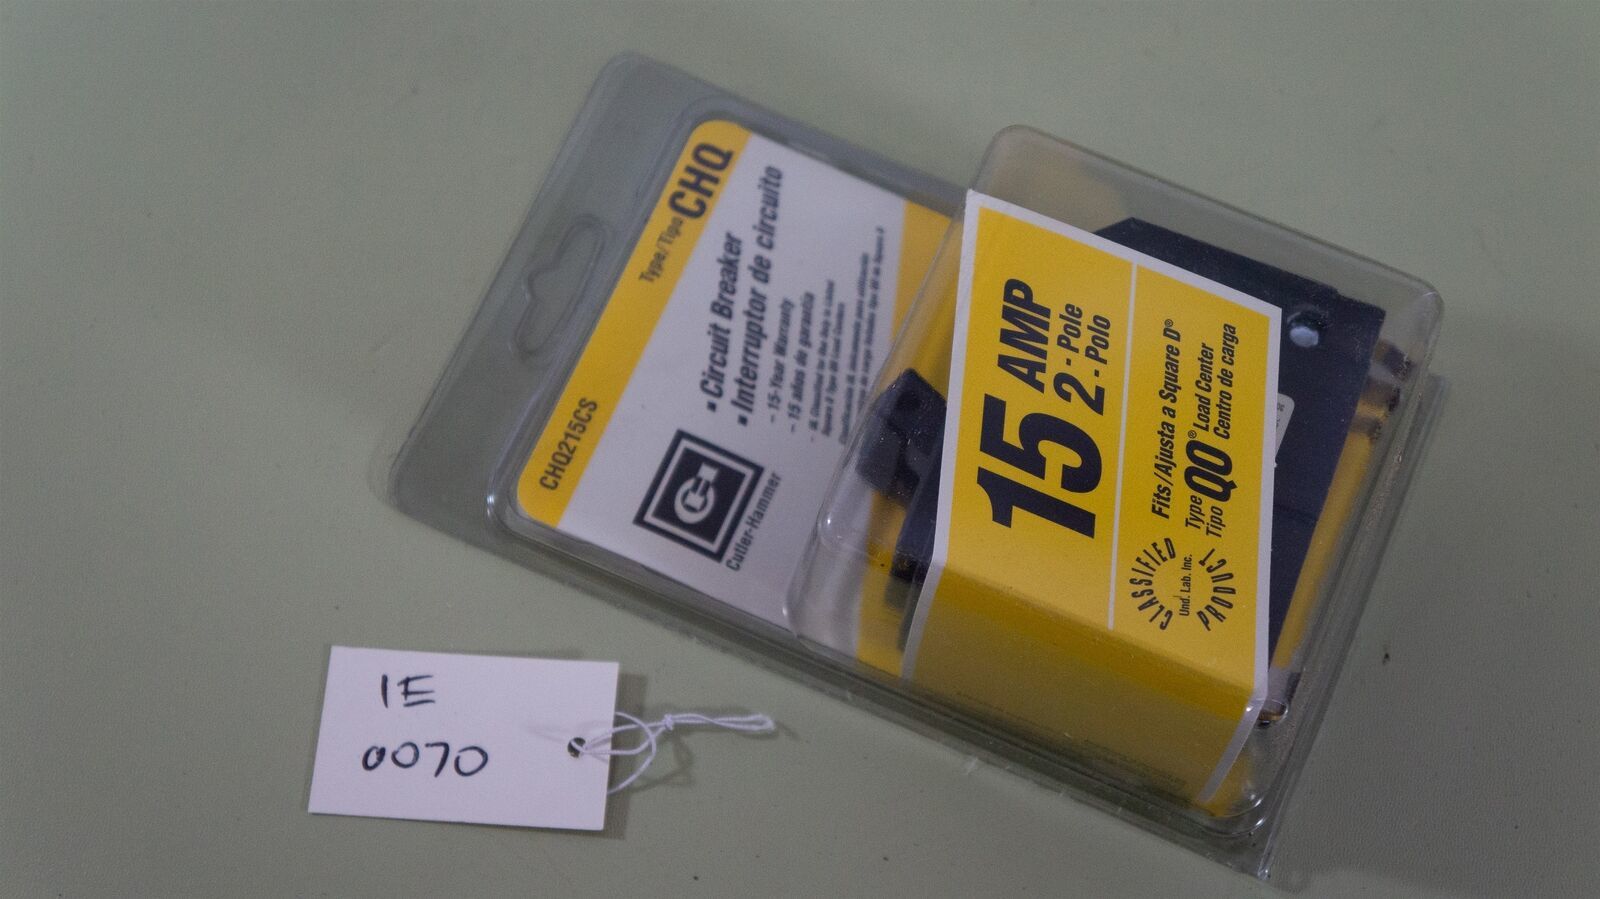 Type/Tipo CHQ
CHQ215CS
▪ Circuit Breaker
▪ Interruptor de circuito
– 15-Year Warranty
– 15 años de garantía
Cutler-Hammer
15 AMP
2 - Pole
2 - Polo
Fits/Ajusta a Square D®
Type
Tipo QO® Load Center
Centro de carga
CLASSIFIED
Und. Lab. Inc.
PRODUCT
IE
0070